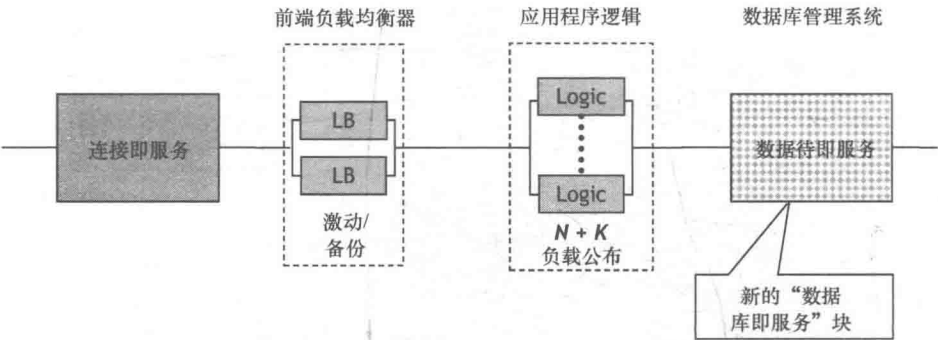 前端负载均衡器
应用程序逻辑
数据库管理系统
连接即服务
LB
LB
激动/
备份
Logic
Logic
N + K
负载公布
数据待即服务
新的“数据
库即服务”块